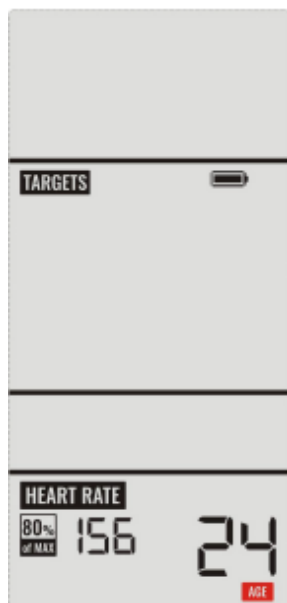 TARGETS
HEART RATE
80%
of MAX
156
24
AGE